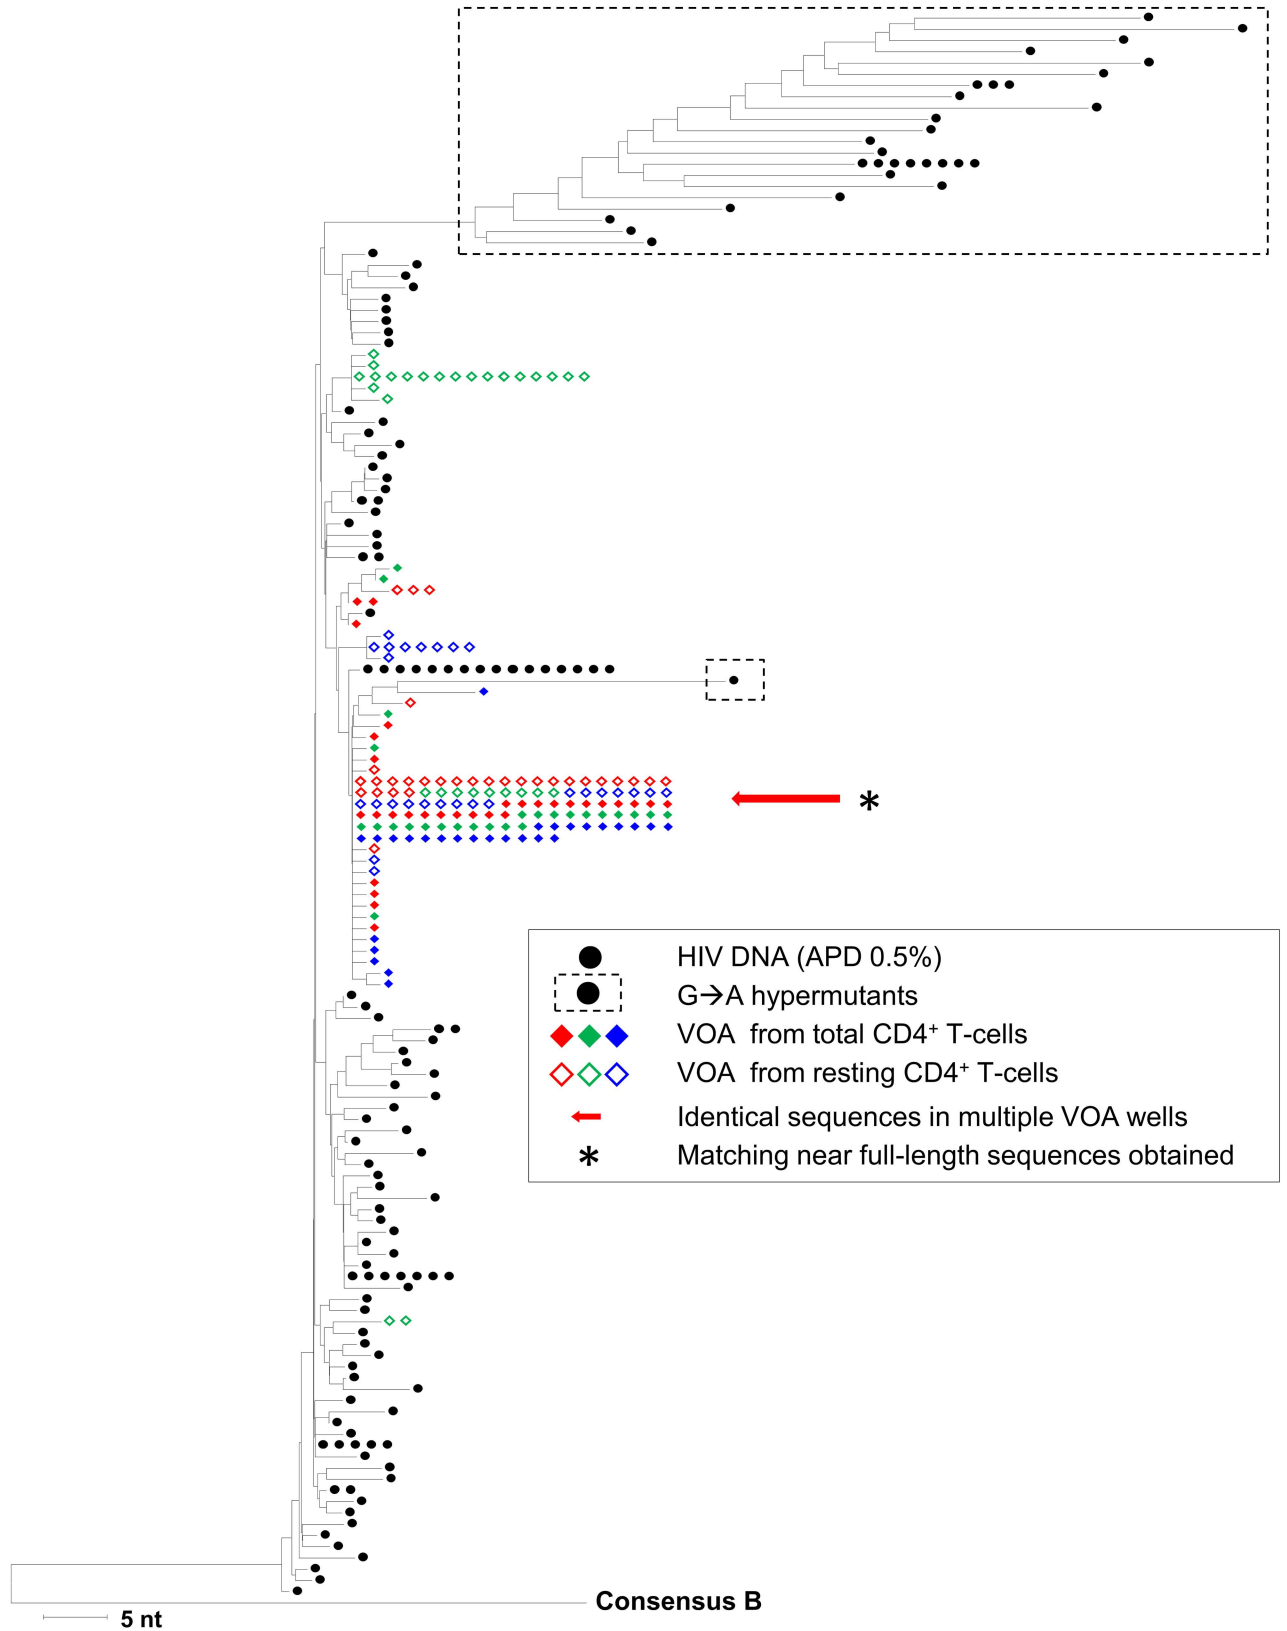 *
HIV DNA (APD 0.5%)
G→A hypermutants
VOA from total CD4⁺ T-cells
VOA from resting CD4⁺ T-cells
Identical sequences in multiple VOA wells
* Matching near full-length sequences obtained
Consensus B
5 nt